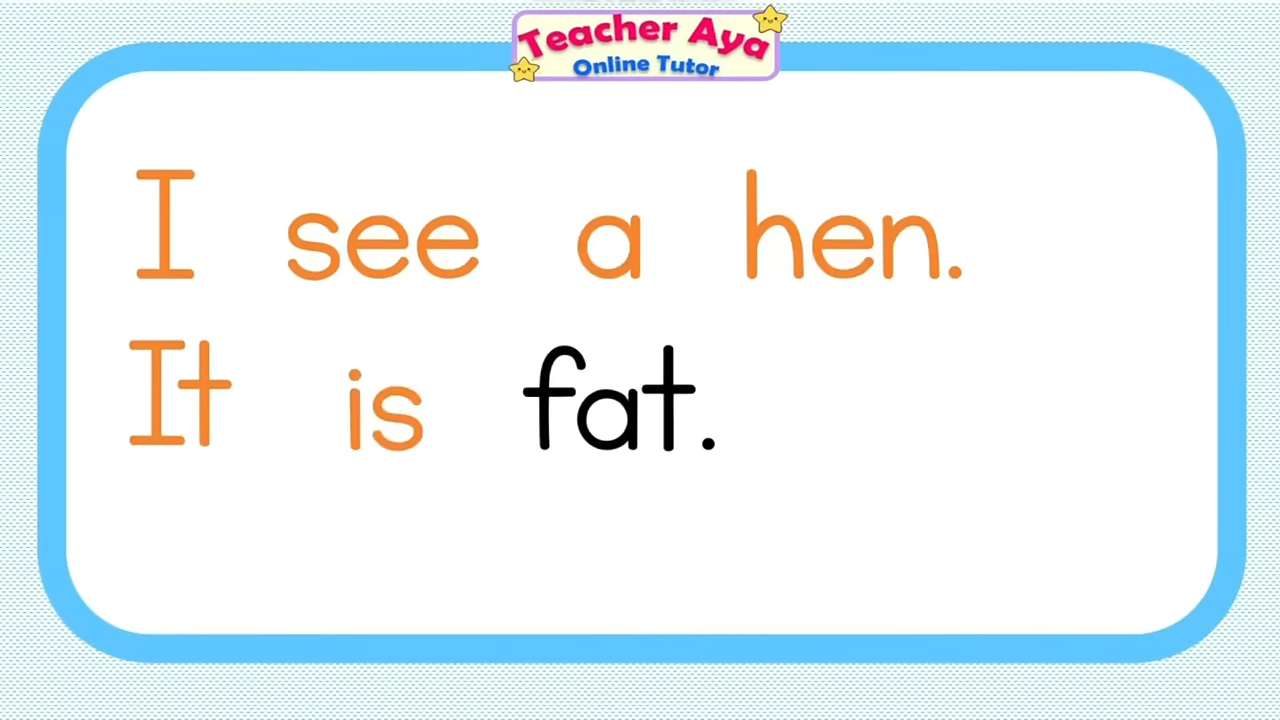 Teacher Aya
Online Tutor
I see a hen.
It is fat.